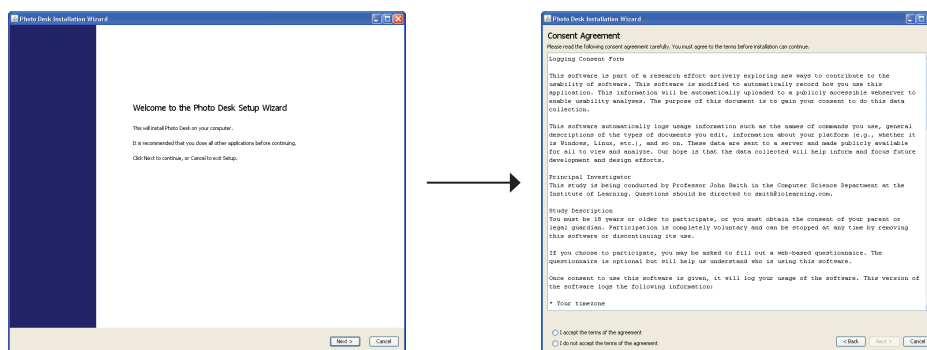 Photo Desk Installation Wizard
Welcome to the Photo Desk Setup Wizard
This will install Photo Desk on your computer.
It is recommended that you close all other applications before continuing.
Click Next to continue, or Cancel to exit Setup.
Next >
Cancel
Photo Desk Installation Wizard
Consent Agreement
Please read the following consent agreement carefully. You must agree to the terms before installation can continue.
Logging Consent Form
This software is part of a research effort actively exploring new ways to contribute to the
usability of software. This software is modified to automatically record how you use this
application. This information will be automatically uploaded to a publicly accessible webserver to
enable usability analyses. The purpose of this document is to gain your consent to do this data
collection.
This software automatically logs usage information such as the names of commands you use, general
descriptions of the types of documents you edit, information about your platform (e.g., whether it
is Windows, Linux, etc.), and so on. These data are sent to a server and made publicly available
for all to view and analyze. Our hope is that the data collected will help inform and focus future
development and design efforts.
Principal Investigator
This study is being conducted by Professor John Smith in the Computer Science Department at the
Institute of Learning. Questions should be directed to smith@iolearning.com.
Study Description
You must be 18 years or older to participate, or you must obtain the consent of your parent or
legal guardian. Participation is completely voluntary and can be stopped at any time by removing
this software or discontinuing its use.
If you choose to participate, you may be asked to fill out a web-based questionnaire. The
questionnaire is optional but will help us understand who is using this software.
Once consent to use this software is given, it will log your usage of the software. This version of
the software logs the following information:
* Your timezone
I accept the terms of the agreement
I do not accept the terms of the agreement
< Back
Next >
Cancel